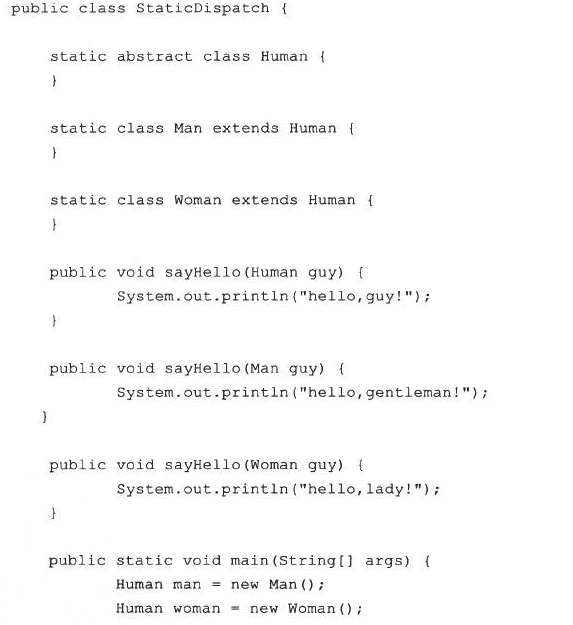 public class StaticDispatch {
static abstract class Human {
}
static class Man extends Human {
}
static class Woman extends Human {
}
public void sayHello(Human guy) {
System.out.println("hello,guy!");
}
public void sayHello(Man guy) {
System.out.println("hello,gentleman!");
}
public void sayHello(Woman guy) {
System.out.println("hello,lady!");
}
public static void main(String[] args) {
Human man = new Man();
Human woman = new Woman();